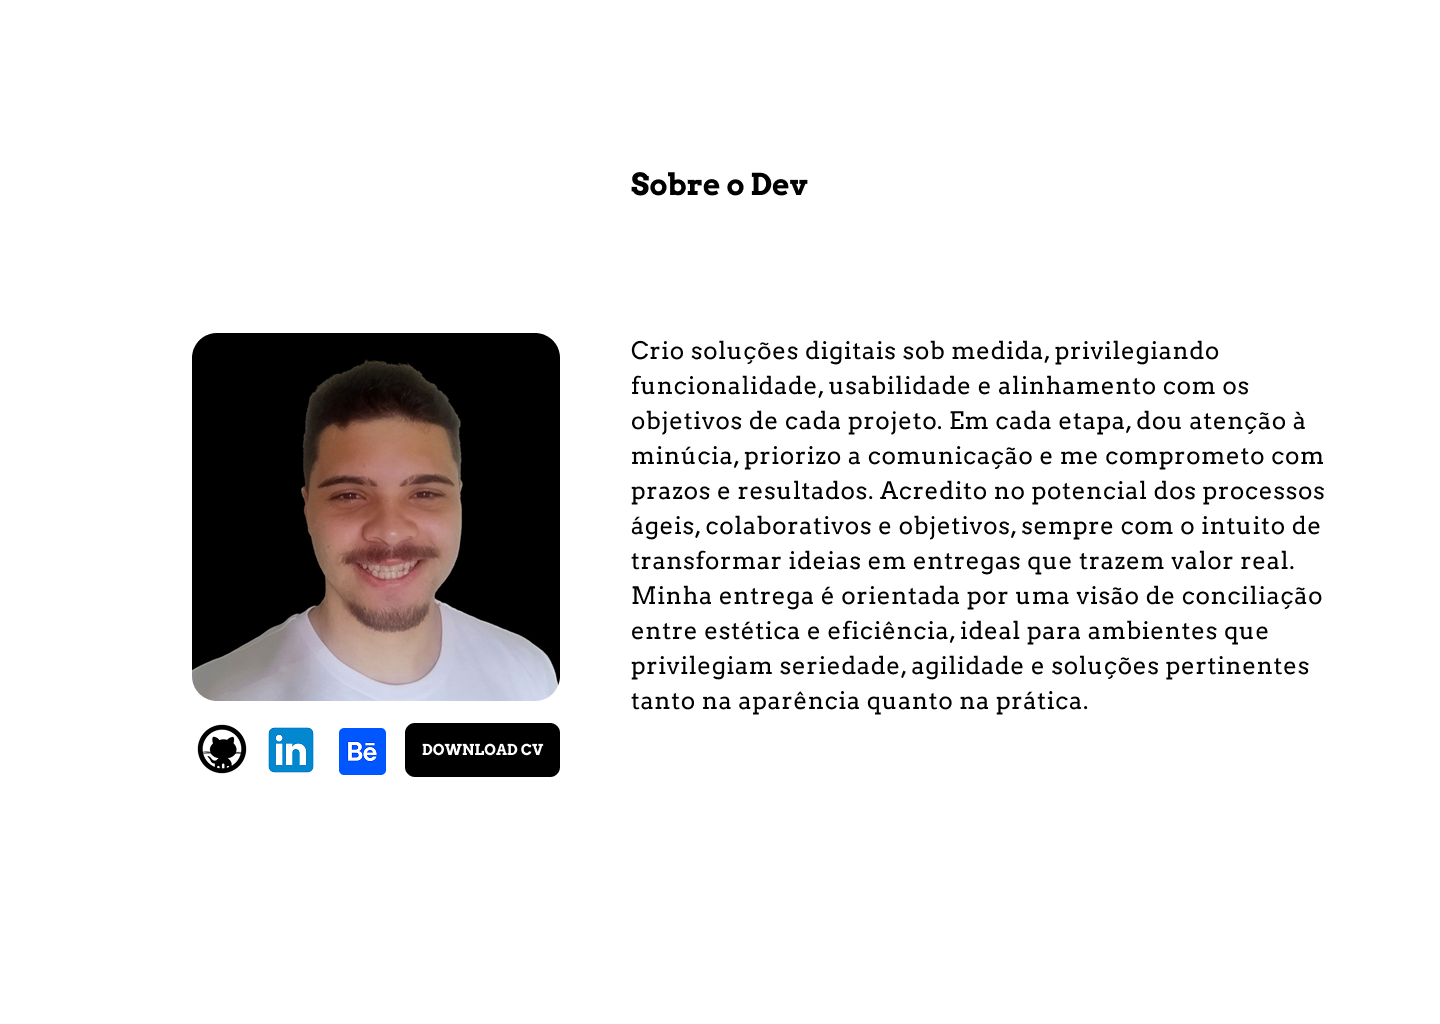 Sobre o Dev
Crio soluções digitais sob medida, privilegiando
funcionalidade, usabilidade e alinhamento com os
objetivos de cada projeto. Em cada etapa, dou atenção à
minúcia, priorizo a comunicação e me comprometo com
prazos e resultados. Acredito no potencial dos processos
ágeis, colaborativos e objetivos, sempre com o intuito de
transformar ideias em entregas que trazem valor real.
Minha entrega é orientada por uma visão de conciliação
entre estética e eficiência, ideal para ambientes que
privilegiam seriedade, agilidade e soluções pertinentes
tanto na aparência quanto na prática.
in
Bē
DOWNLOAD CV